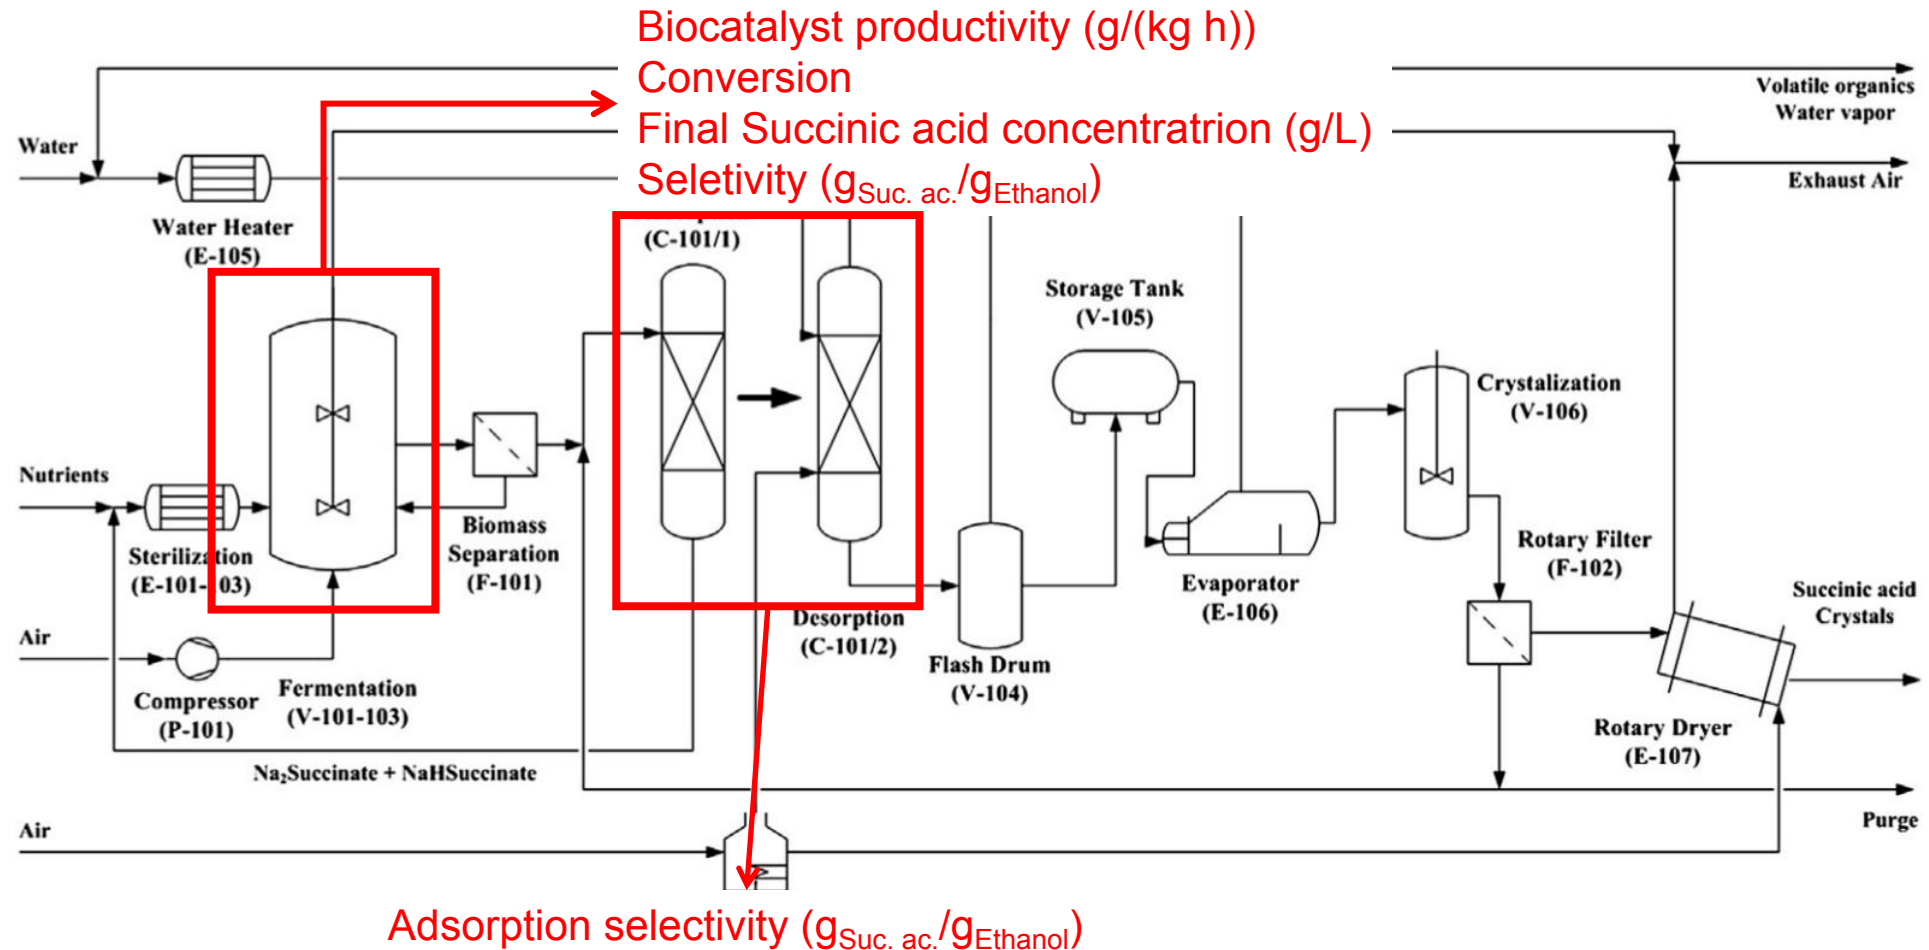 Biocatalyst productivity (g/(kg h))
Conversion
Final Succinic acid concentratrion (g/L)
Seletivity (gSuc. ac./gEthanol)
Volatile organics
Water vapor
Water
Exhaust Air
Water Heater
(E-105)
(C-101/1)
Storage Tank
(V-105)
Crystalization
(V-106)
Nutrients
Biomass
Separation
(F-101)
Sterilization
(E-101-103)
Rotary Filter
(F-102)
Evaporator
(E-106)
Succinic acid
Crystals
Desorption
(C-101/2)
Air
Flash Drum
(V-104)
Compressor
(P-101)
Fermentation
(V-101-103)
Rotary Dryer
(E-107)
Na₂Succinate + NaHSuccinate
Air
Purge
Adsorption selectivity (gSuc. ac./gEthanol)